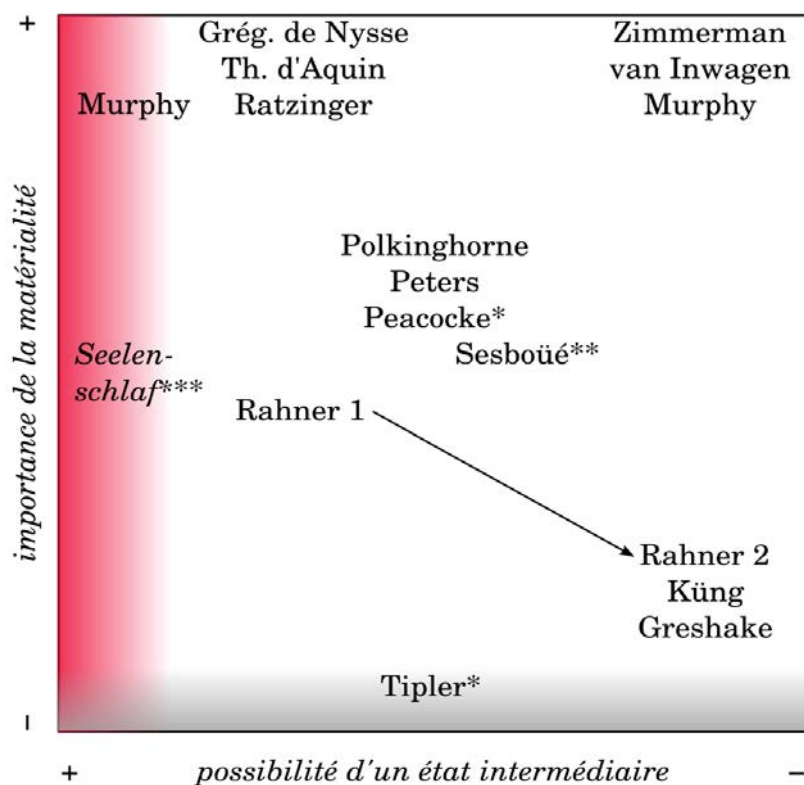 +
Grég. de Nysse
Th. d'Aquin
Ratzinger
Zimmerman
van Inwagen
Murphy
Murphy
importance de la matérialité
Polkinghorne
Peters
Peacocke*
Sesboüé**
Seelen-
schlaf***
Rahner 1
Rahner 2
Küng
Greshake
Tipler*
–
+
possibilité d'un état intermédiaire
–